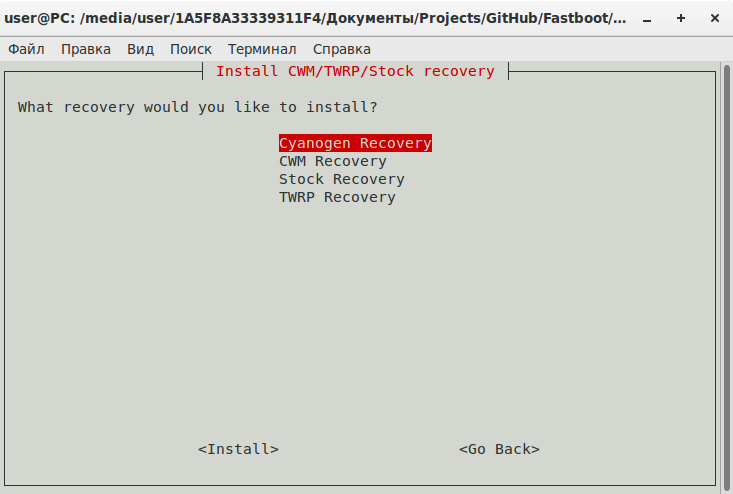 user@PC: /media/user/1A5F8A33339311F4/Документы/Projects/GitHub/Fastboot/...
Файл Правка Вид Поиск Терминал Справка
Install CWM/TWRP/Stock recovery
What recovery would you like to install?
Cyanogen Recovery
CWM Recovery
Stock Recovery
TWRP Recovery
<Install> <Go Back>